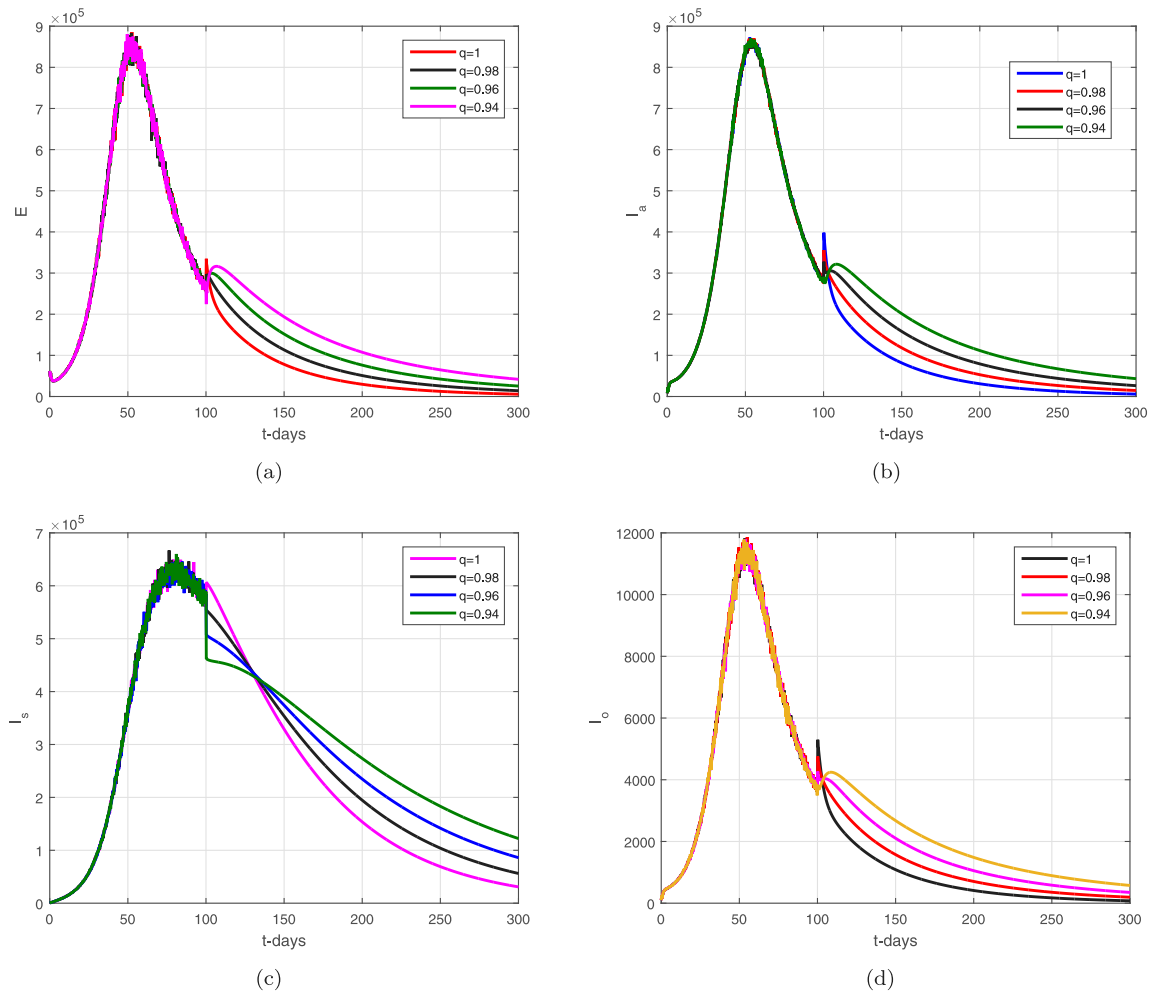 ×10⁵
9
8
7
6
5
4
3
2
1
0
E
0 50 100 150 200 250 300
t-days
q=1
q=0.98
q=0.96
q=0.94
(a)
×10⁵
9
8
7
6
5
4
3
2
1
0
I_a
0 50 100 150 200 250 300
t-days
q=1
q=0.98
q=0.96
q=0.94
(b)
×10⁵
7
6
5
4
3
2
1
0
I_s
0 50 100 150 200 250 300
t-days
q=1
q=0.98
q=0.96
q=0.94
(c)
12000
10000
8000
6000
4000
2000
0
I_o
0 50 100 150 200 250 300
t-days
q=1
q=0.98
q=0.96
q=0.94
(d)